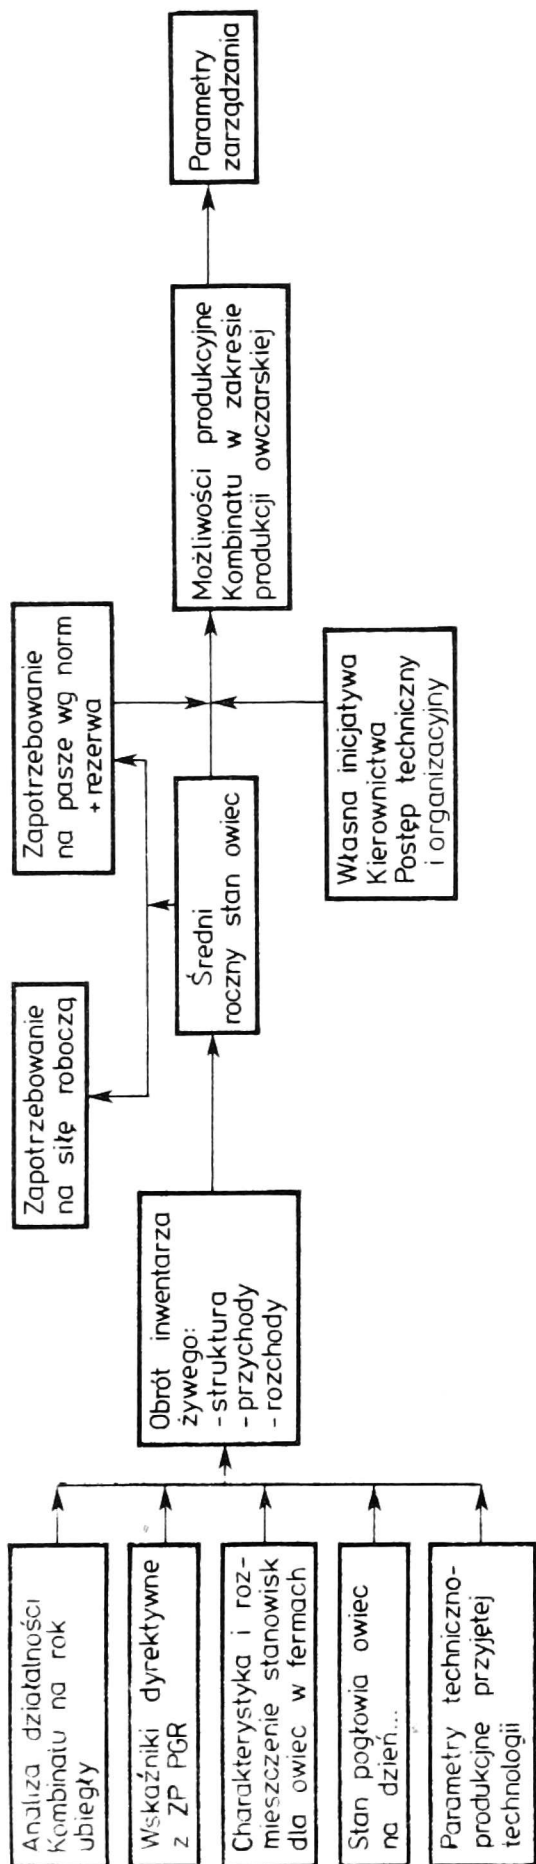 Analiza działalności
Kombinatu na rok
ubiegły
Wskaźniki dyrektywne
z ZP PGR
Charakterystyka i roz-
mieszczenie stanowisk
dla owiec w fermach
Stan pogłowia owiec
na dzień...
Parametry techniczno-
produkcyjne przyjętej
technologii
Obrót inwentarza
żywego:
- struktura
- przychody
- rozchody
Zapotrzebowanie
na siłę roboczą
Średni
roczny stan owiec
Zapotrzebowanie
na pasze wg norm
+ rezerwa
Własna inicjatywa
Kierownictwa
Postęp techniczny
i organizacyjny
Możliwości produkcyjne
Kombinatu w zakresie
produkcji owczarskiej
Parametry
zarządzania